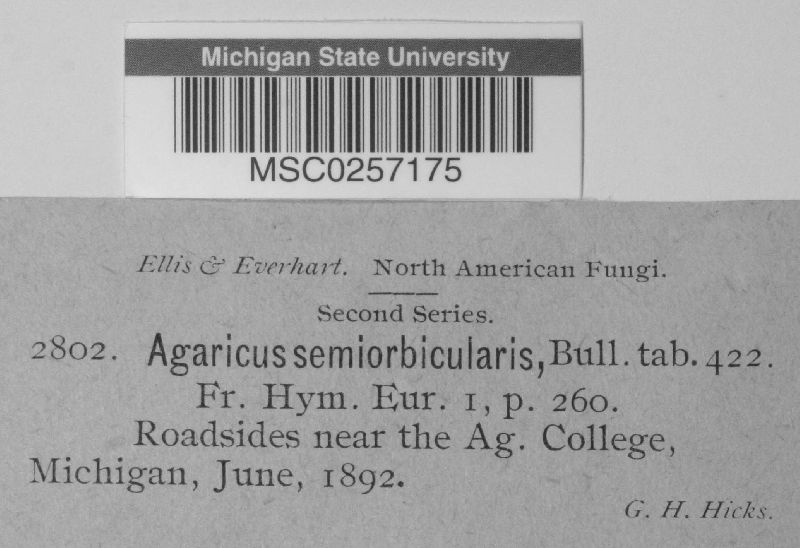 Michigan State University
MSC0257175
Ellis & Everhart. North American Fungi.
Second Series.
2802. Agaricus semiorbicularis, Bull. tab. 422.
Fr. Hym. Eur. 1, p. 260.
Roadsides near the Ag. College,
Michigan, June, 1892.
G. H. Hicks.